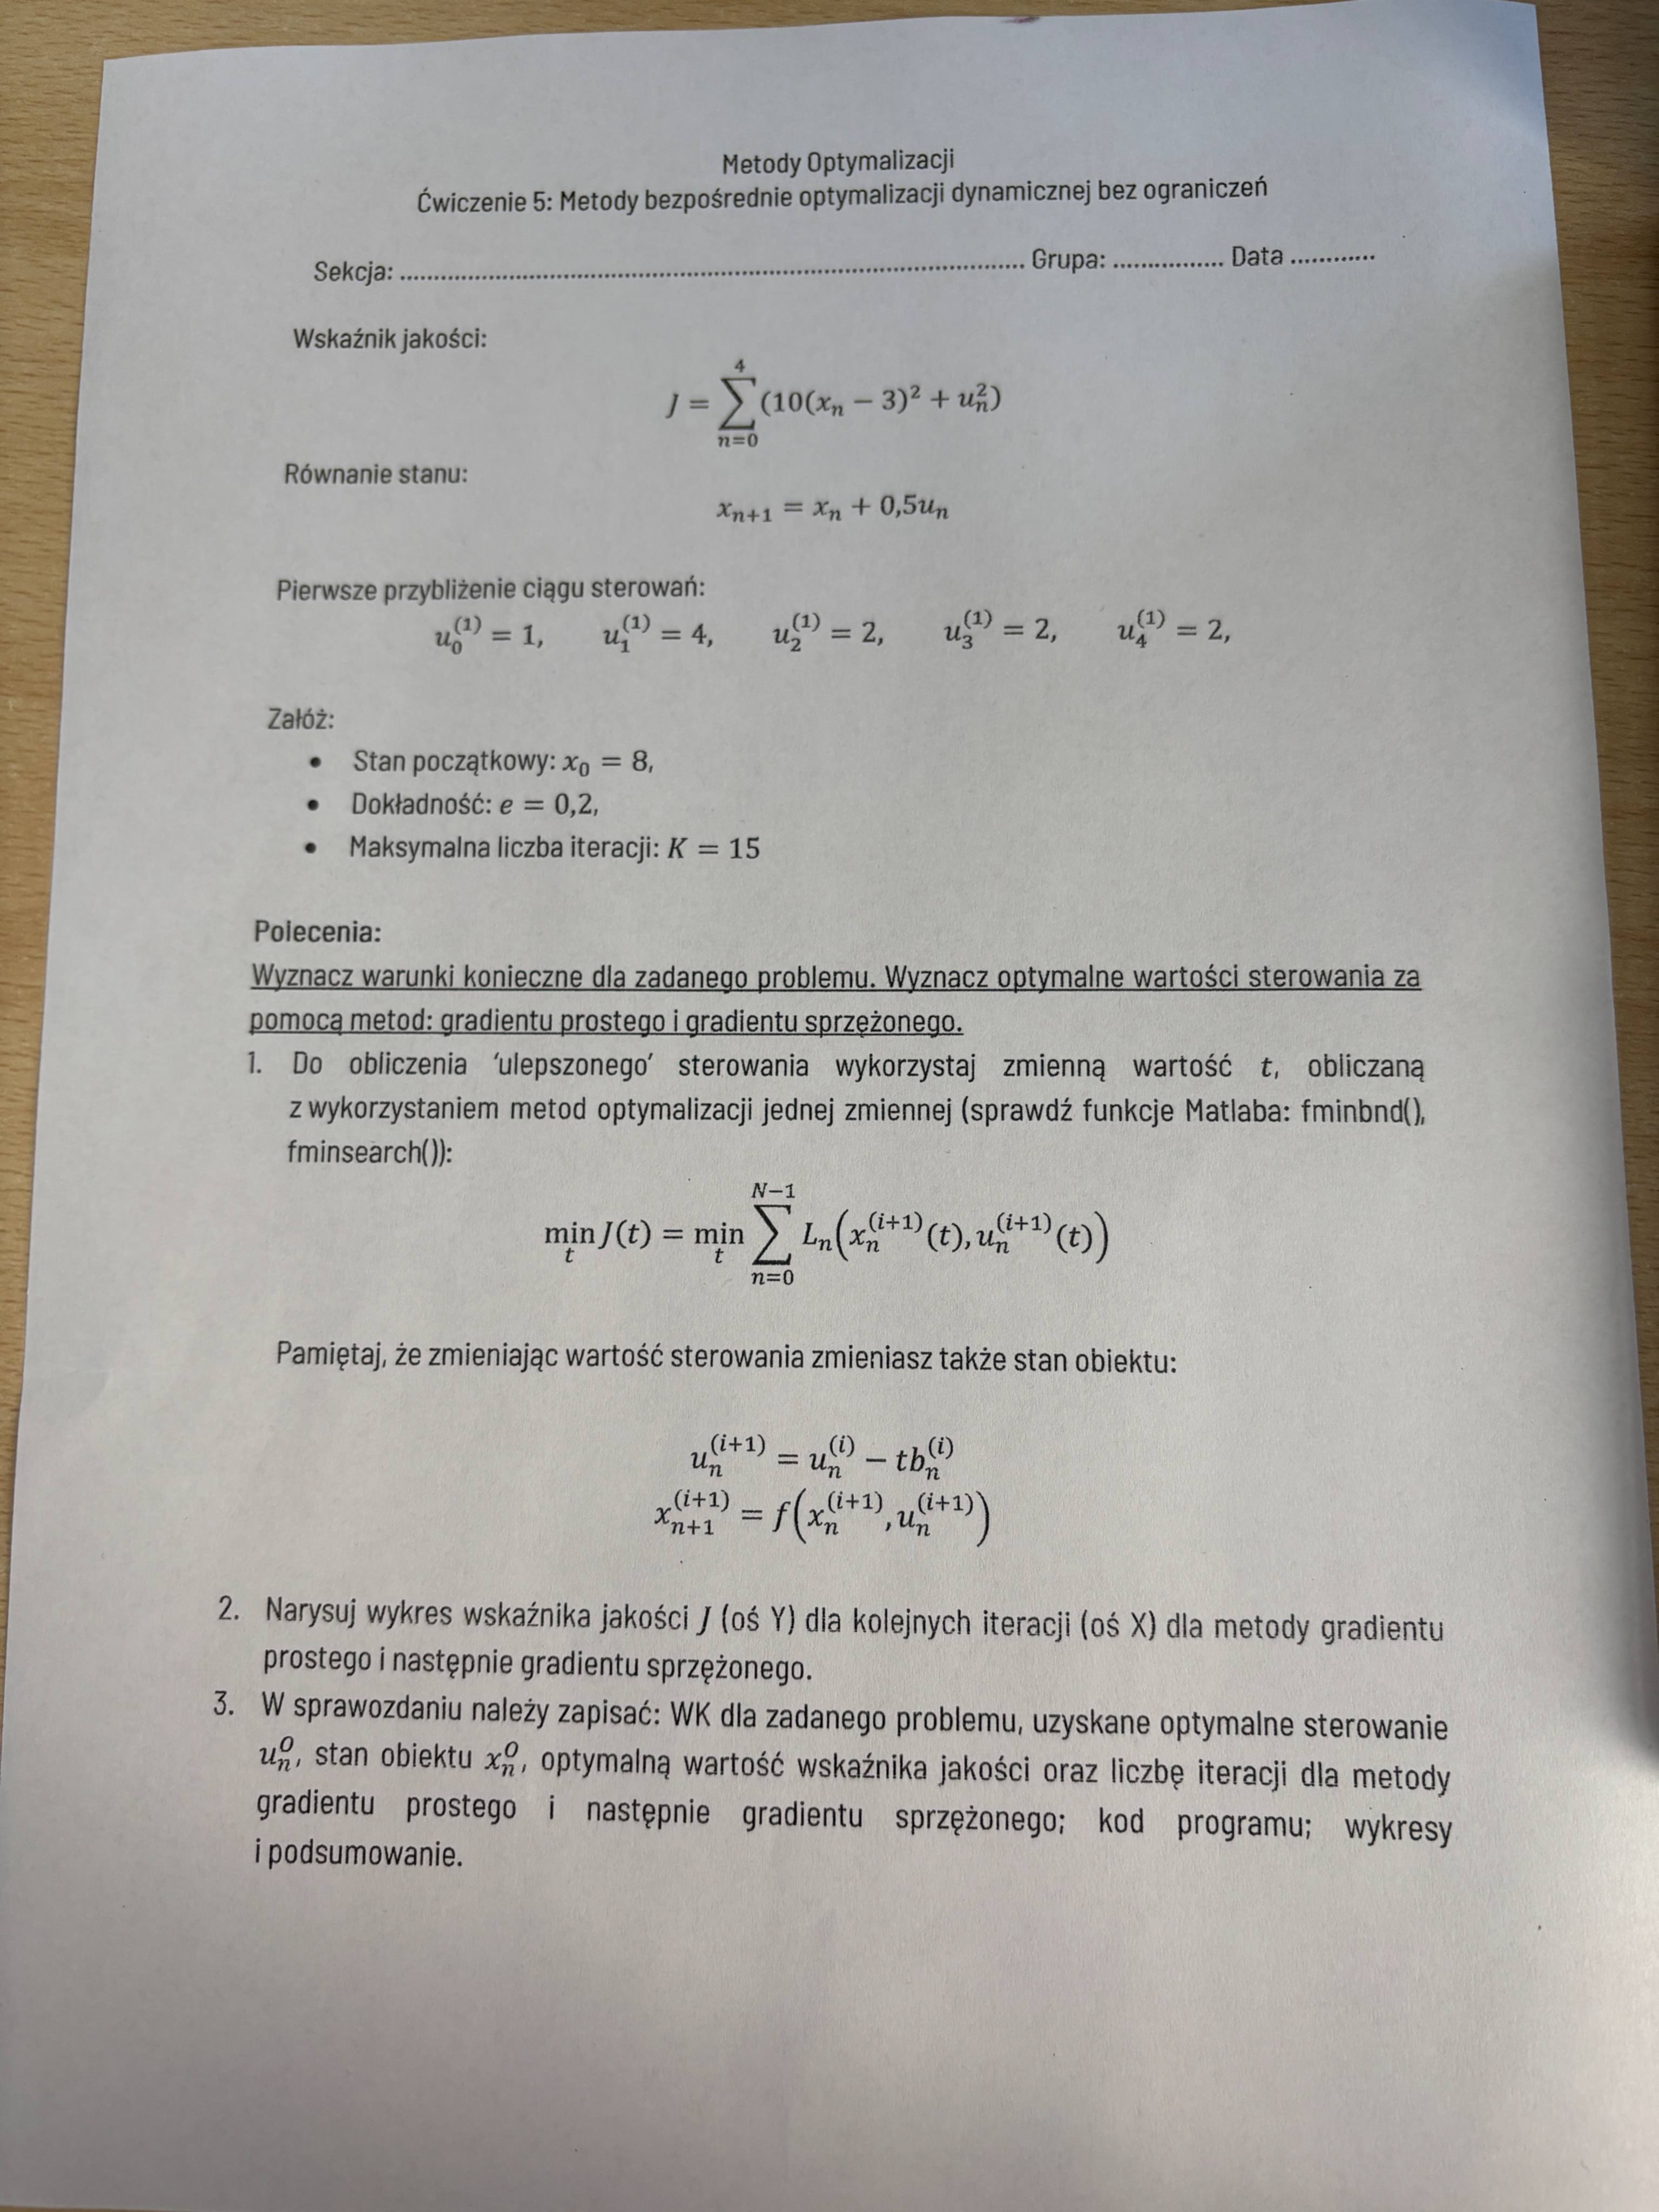 Metody Optymalizacji
Ćwiczenie 5: Metody bezpośrednie optymalizacji dynamicznej bez ograniczeń
Sekcja: ............................................................................................... Grupa: ................ Data ............
Wskaźnik jakości:
J = \sum_{n=0}^{4} (10(x_n − 3)^2 + u_n^2)
Równanie stanu:
x_{n+1} = x_n + 0,5u_n
Pierwsze przybliżenie ciągu sterowań:
u_0^{(1)} = 1, u_1^{(1)} = 4, u_2^{(1)} = 2, u_3^{(1)} = 2, u_4^{(1)} = 2,
Załóż:
• Stan początkowy: x_0 = 8,
• Dokładność: e = 0,2,
• Maksymalna liczba iteracji: K = 15
Polecenia:
Wyznacz warunki konieczne dla zadanego problemu. Wyznacz optymalne wartości sterowania za
pomocą metod: gradientu prostego i gradientu sprzężonego.
1. Do obliczenia 'ulepszonego' sterowania wykorzystaj zmienną wartość t, obliczaną
z wykorzystaniem metod optymalizacji jednej zmiennej (sprawdź funkcje Matlaba: fminbnd(),
fminsearch()):
\min_t J(t) = \min_t \sum_{n=0}^{N−1} L_n(x_n^{(i+1)}(t), u_n^{(i+1)}(t))
Pamiętaj, że zmieniając wartość sterowania zmieniasz także stan obiektu:
u_n^{(i+1)} = u_n^{(i)} − tb_n^{(i)}
x_{n+1}^{(i+1)} = f(x_n^{(i+1)}, u_n^{(i+1)})
2. Narysuj wykres wskaźnika jakości J (oś Y) dla kolejnych iteracji (oś X) dla metody gradientu
prostego i następnie gradientu sprzężonego.
3. W sprawozdaniu należy zapisać: WK dla zadanego problemu, uzyskane optymalne sterowanie
u_n^O, stan obiektu x_n^O, optymalną wartość wskaźnika jakości oraz liczbę iteracji dla metody
gradientu prostego i następnie gradientu sprzężonego; kod programu; wykresy
i podsumowanie.